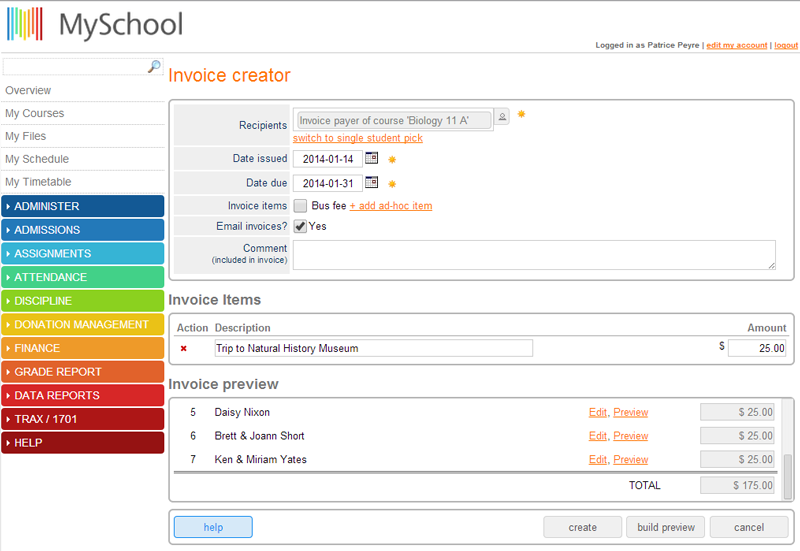 MySchool
Logged in as Patrice Peyre | edit my account | logout
Overview
My Courses
My Files
My Schedule
My Timetable
ADMINISTER
ADMISSIONS
ASSIGNMENTS
ATTENDANCE
DISCIPLINE
DONATION MANAGEMENT
FINANCE
GRADE REPORT
DATA REPORTS
TRAX / 1701
HELP
Invoice creator
Recipients Invoice payer of course 'Biology 11 A'
switch to single student pick
Date issued 2014-01-14
Date due 2014-01-31
Invoice items Bus fee + add ad-hoc item
Email invoices? Yes
Comment
(included in invoice)
Invoice Items
Action Description Amount
Trip to Natural History Museum $ 25.00
Invoice preview
5 Daisy Nixon Edit, Preview $ 25.00
6 Brett & Joann Short Edit, Preview $ 25.00
7 Ken & Miriam Yates Edit, Preview $ 25.00
TOTAL $ 175.00
help create build preview cancel